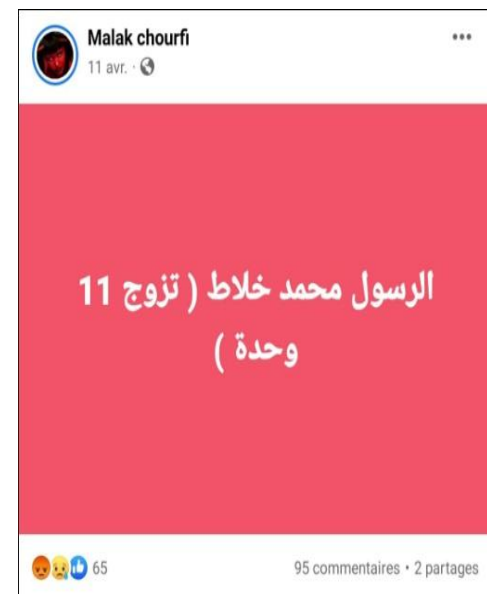 Malak chourfi
11 avr.
الرسول محمد خلاط ( تزوج 11
وحدة )
65
95 commentaires • 2 partages